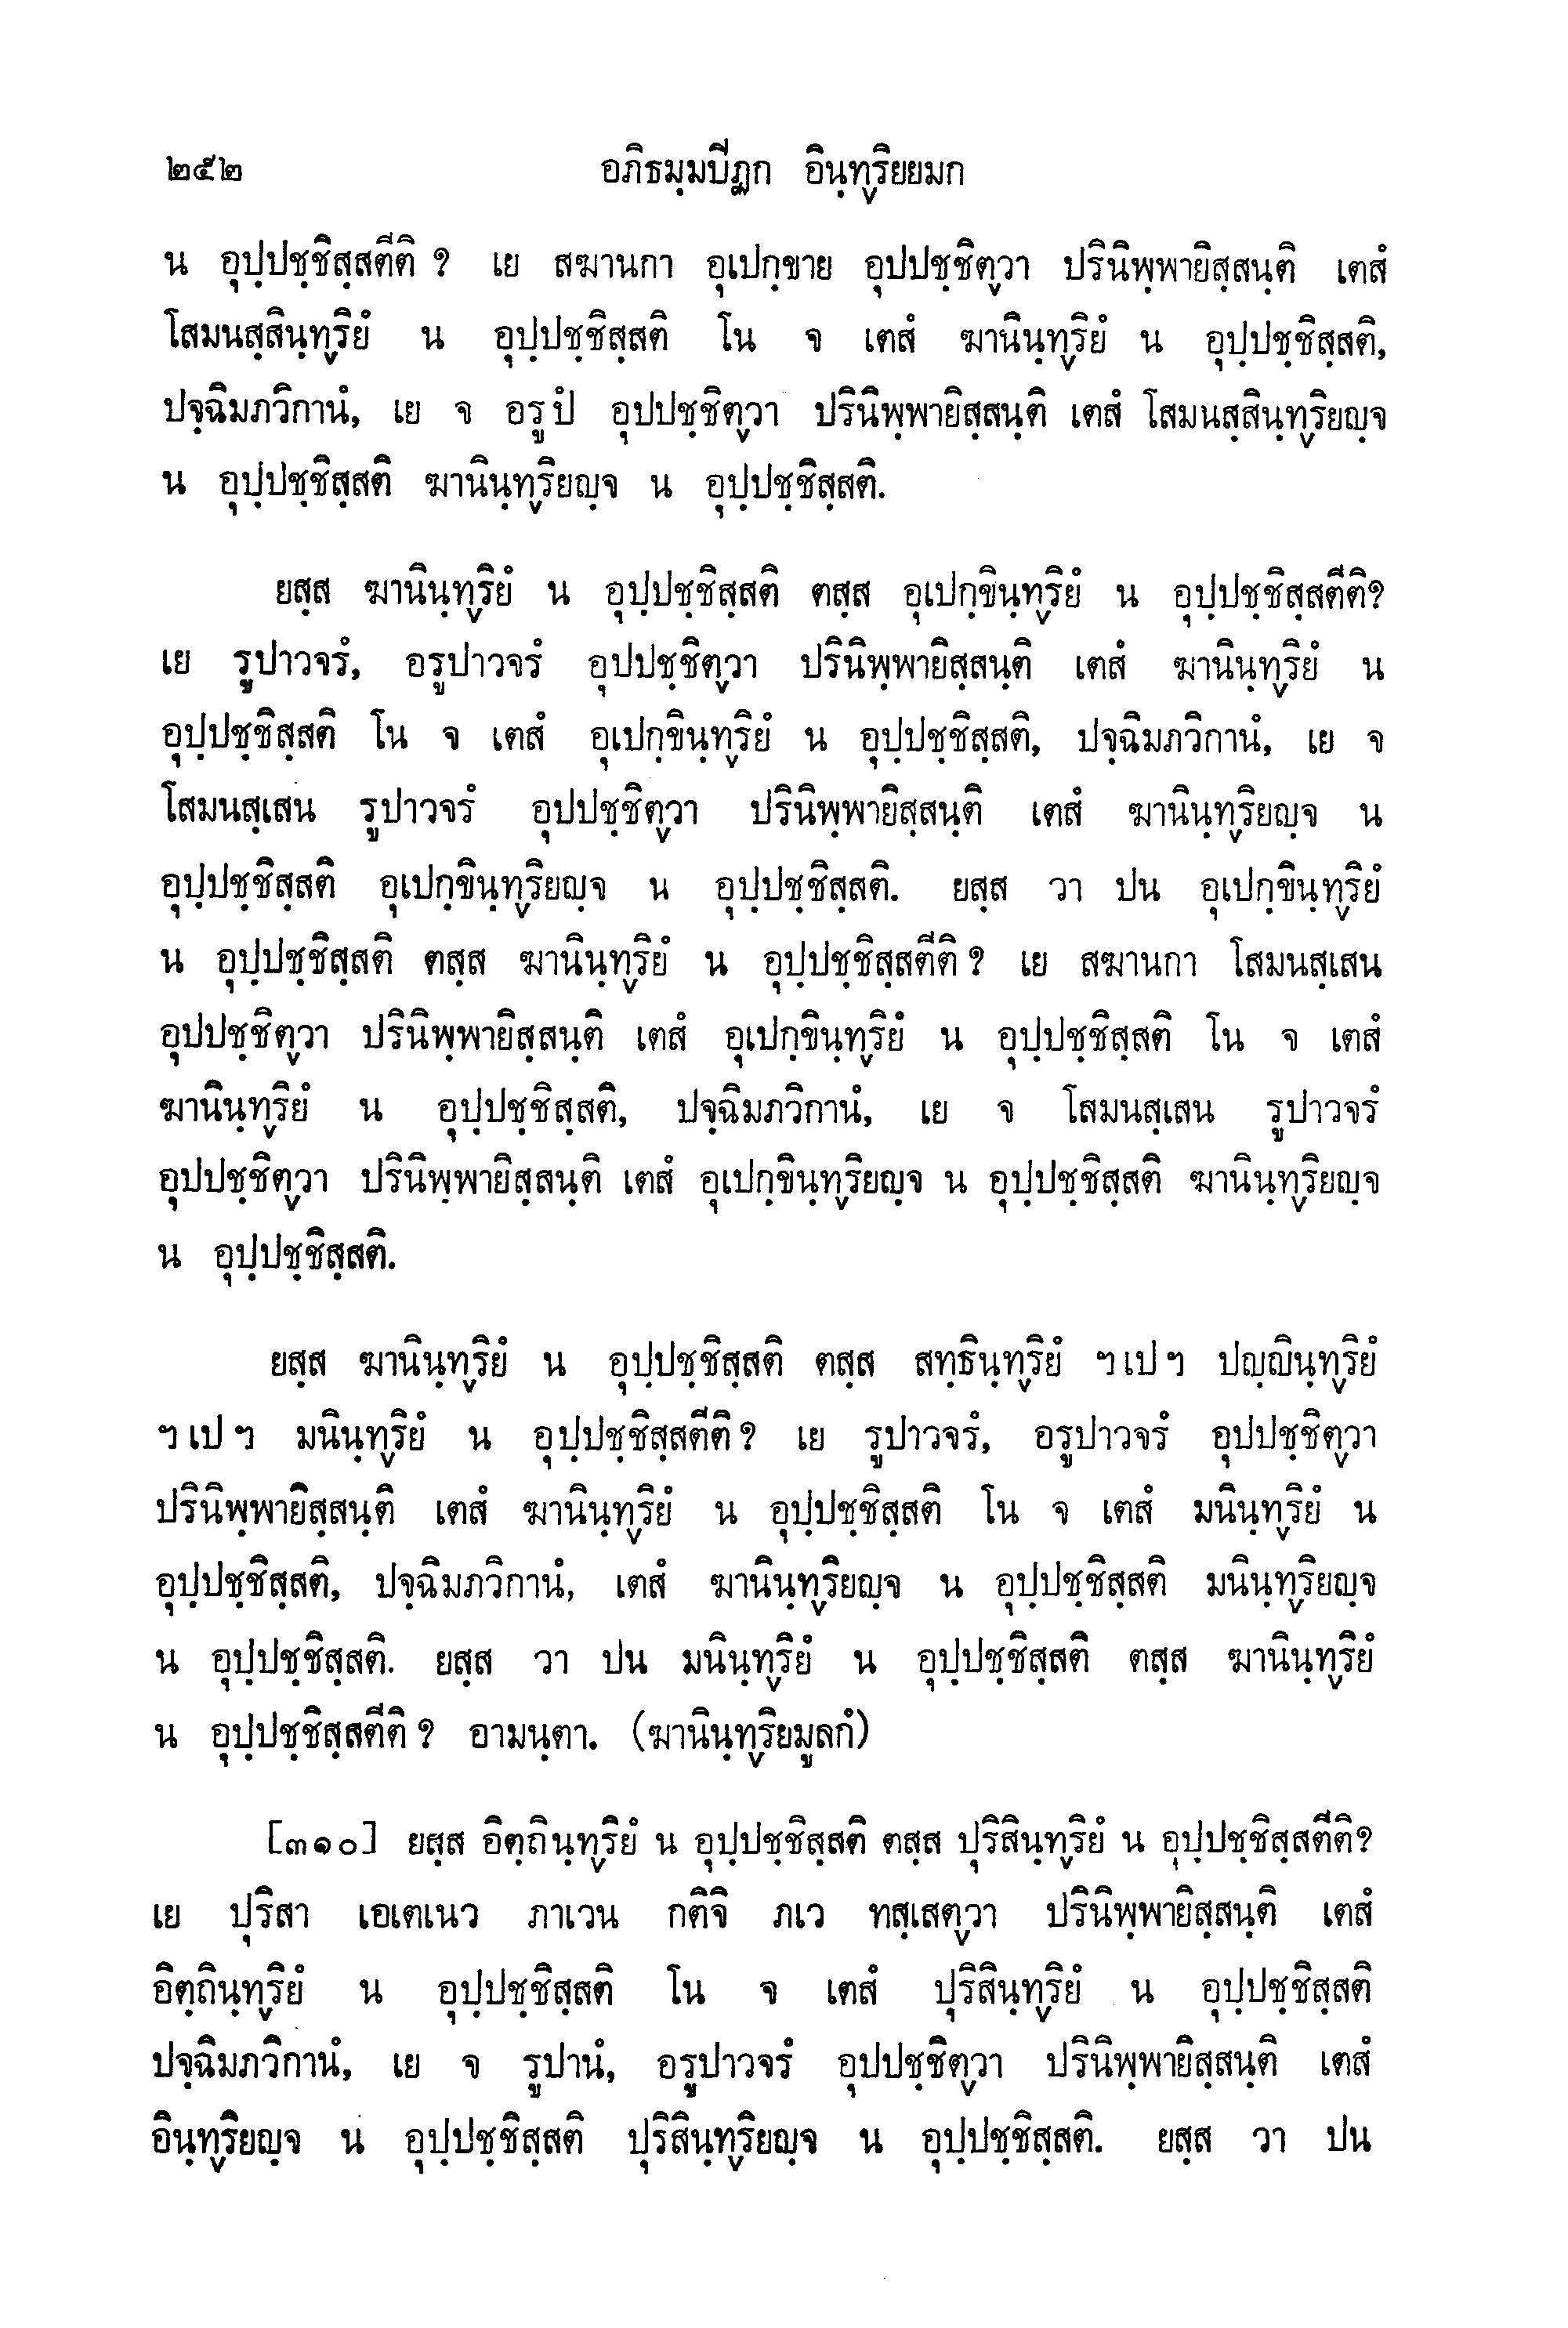 ๒๕๒ อภิธมฺมปิฏก อินฺทฺริยยมก
น อุปฺปชฺชิสฺสตีติ ? เย สฆานกา อุเปกฺขาย อุปปชฺชิตฺวา ปรินิพฺพายิสฺสนฺติ เตสํ
โสมนสฺสินฺทฺริยํ น อุปฺปชฺชิสฺสติ โน จ เตสํ ฆานินฺทฺริยํ น อุปฺปชฺชิสฺสติ,
ปจฺฉิมภวิกานํ, เย จ อรูปํ อุปปชฺชิตฺวา ปรินิพฺพายิสฺสนฺติ เตสํ โสมนสฺสินฺทฺริยญฺจ
น อุปฺปชฺชิสฺสติ ฆานินฺทฺริยญฺจ น อุปฺปชฺชิสฺสติ.
ยสฺส ฆานินฺทฺริยํ น อุปฺปชฺชิสฺสติ ตสฺส อุเปกฺขินฺทฺริยํ น อุปฺปชฺชิสฺสตีติ?
เย รูปาวจรํ, อรูปาวจรํ อุปปชฺชิตฺวา ปรินิพฺพายิสฺสนฺติ เตสํ ฆานินฺทฺริยํ น
อุปฺปชฺชิสฺสติ โน จ เตสํ อุเปกฺขินฺทฺริยํ น อุปฺปชฺชิสฺสติ, ปจฺฉิมภวิกานํ, เย จ
โสมนสฺเสน รูปาวจรํ อุปปชฺชิตฺวา ปรินิพฺพายิสฺสนฺติ เตสํ ฆานินฺทฺริยญฺจ น
อุปฺปชฺชิสฺสติ อุเปกฺขินฺทฺริยญฺจ น อุปฺปชฺชิสฺสติ. ยสฺส วา ปน อุเปกฺขินฺทฺริยํ
น อุปฺปชฺชิสฺสติ ตสฺส ฆานินฺทฺริยํ น อุปฺปชฺชิสฺสตีติ ? เย สฆานกา โสมนสฺเสน
อุปปชฺชิตฺวา ปรินิพฺพายิสฺสนฺติ เตสํ อุเปกฺขินฺทฺริยํ น อุปฺปชฺชิสฺสติ โน จ เตสํ
ฆานินฺทฺริยํ น อุปฺปชฺชิสฺสติ, ปจฺฉิมภวิกานํ, เย จ โสมนสฺเสน รูปาวจรํ
อุปปชฺชิตฺวา ปรินิพฺพายิสฺสนฺติ เตสํ อุเปกฺขินฺทฺริยญฺจ น อุปฺปชฺชิสฺสติ ฆานินฺทฺริยญฺจ
น อุปฺปชฺชิสฺสติ.
ยสฺส ฆานินฺทฺริยํ น อุปฺปชฺชิสฺสติ ตสฺส สทฺธินฺทฺริยํ ฯเปฯ ปญฺญินฺทฺริยํ
ฯเปฯ มนินฺทฺริยํ น อุปฺปชฺชิสฺสตีติ ? เย รูปาวจรํ, อรูปาวจรํ อุปปชฺชิตฺวา
ปรินิพฺพายิสฺสนฺติ เตสํ ฆานินฺทฺริยํ น อุปฺปชฺชิสฺสติ โน จ เตสํ มนินฺทฺริยํ น
อุปฺปชฺชิสฺสติ, ปจฺฉิมภวิกานํ, เตสํ ฆานินฺทฺริยญฺจ น อุปฺปชฺชิสฺสติ มนินฺทฺริยญฺจ
น อุปฺปชฺชิสฺสติ. ยสฺส วา ปน มนินฺทฺริยํ น อุปฺปชฺชิสฺสติ ตสฺส ฆานินฺทฺริยํ
น อุปฺปชฺชิสฺสตีติ ? อามนฺตา. (ฆานินฺทฺริยมูลกํ)
[๓๑๐] ยสฺส อิตฺถินฺทฺริยํ น อุปฺปชฺชิสฺสติ ตสฺส ปุริสินฺทฺริยํ น อุปฺปชฺชิสฺสตีติ?
เย ปุริสา เอเตเนว ภาเวน กติจิ ภเว ทสฺเสตฺวา ปรินิพฺพายิสฺสนฺติ เตสํ
อิตฺถินฺทฺริยํ น อุปฺปชฺชิสฺสติ โน จ เตสํ ปุริสินฺทฺริยํ น อุปฺปชฺชิสฺสติ
ปจฺฉิมภวิกานํ, เย จ รูปานํ, อรูปาวจรํ อุปปชฺชิตฺวา ปรินิพฺพายิสฺสนฺติ เตสํ
อินฺทฺริยญฺจ น อุปฺปชฺชิสฺสติ ปุริสินฺทฺริยญฺจ น อุปฺปชฺชิสฺสติ. ยสฺส วา ปน